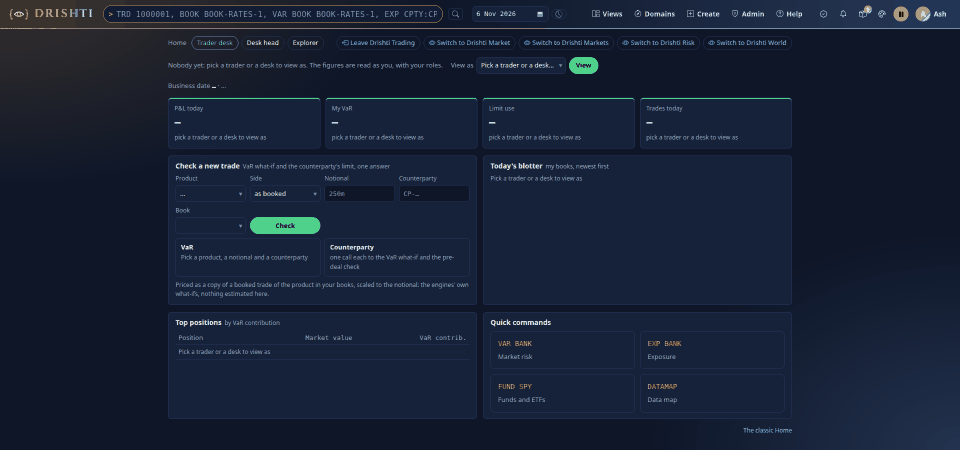 {👁} DRISHTI
> TRD 1000001, BOOK BOOK-RATES-1, VAR BOOK BOOK-RATES-1, EXP CPTY:CP
6 Nov 2026
Views
Domains
Create
Admin
Help
Ash
Home
Trader desk
Desk head
Explorer
Leave Drishti Trading
Switch to Drishti Market
Switch to Drishti Markets
Switch to Drishti Risk
Switch to Drishti World
Nobody yet: pick a trader or a desk to view as. The figures are read as you, with your roles.
View as
Pick a trader or a desk...
View
Business date … · …
P&L today
—
pick a trader or a desk to view as
My VaR
—
pick a trader or a desk to view as
Limit use
—
pick a trader or a desk to view as
Trades today
—
pick a trader or a desk to view as
Check a new trade VaR what-if and the counterparty's limit, one answer
Product
Side
Notional
Counterparty
...
as booked
250m
CP-…
Book
Check
VaR
Pick a product, a notional and a counterparty
Counterparty
one call each to the VaR what-if and the pre-
deal check
Priced as a copy of a booked trade of the product in your books, scaled to the notional: the engines' own
what-ifs, nothing estimated here.
Today's blotter my books, newest first
Pick a trader or a desk to view as
Top positions by VaR contribution
Position
Market value
VaR contrib.
Pick a trader or a desk to view as
Quick commands
VAR BANK
Market risk
EXP BANK
Exposure
FUND SPY
Funds and ETFs
DATAMAP
Data map
The classic Home